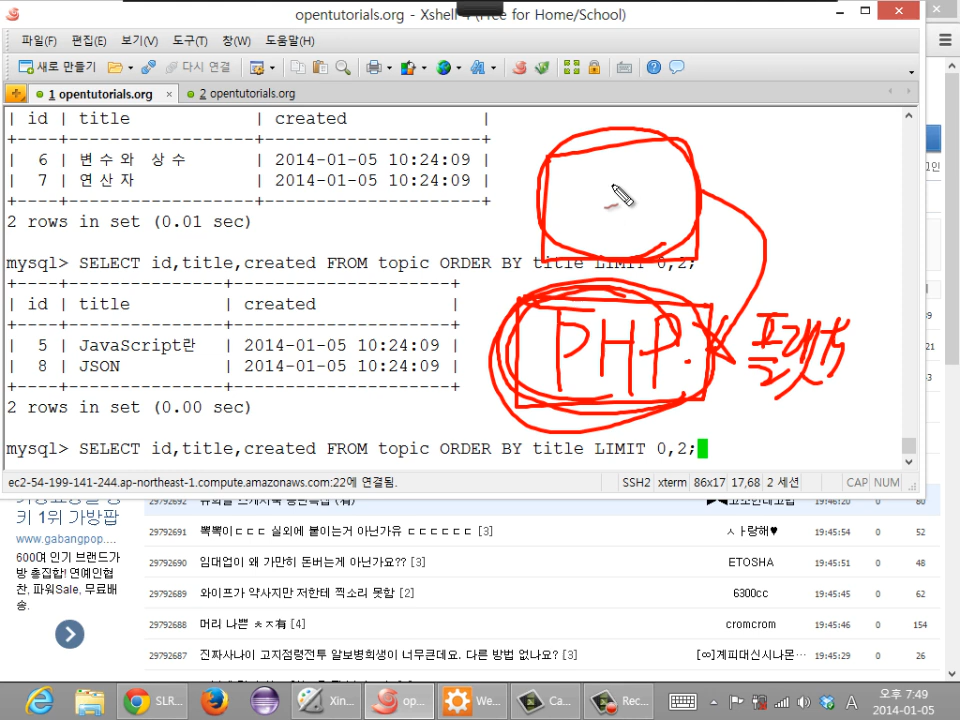 opentutorials.org - Xshell 4 (Free for Home/School)
파일(F) 편집(E) 보기(V) 도구(T) 창(W) 도움말(H)
새로 만들기 다시 연결
1 opentutorials.org × 2 opentutorials.org
| id | title | created |
+----+------------------+---------------------+
| 6 | 변수와 상수 | 2014-01-05 10:24:09 |
| 7 | 연산자 | 2014-01-05 10:24:09 |
+----+------------------+---------------------+
2 rows in set (0.01 sec)
mysql> SELECT id,title,created FROM topic ORDER BY title LIMIT 0,2;
+----+---------------+---------------------+
| id | title | created |
+----+---------------+---------------------+
| 5 | JavaScript란 | 2014-01-05 10:24:09 |
| 8 | JSON | 2014-01-05 10:24:09 |
+----+---------------+---------------------+
2 rows in set (0.00 sec)
PHP.
mysql> SELECT id,title,created FROM topic ORDER BY title LIMIT 0,2;
ec2-54-199-141-244.ap-northeast-1.compute.amazonaws.com:22에 연결됨. SSH2 xterm 86x17 17,68 2 세션 CAP NUM
키 1위 가방팝
www.gabangpop....
600여 인기 브랜드가
방 총집합! 연예인협
찬, 파워Sale, 무료배
송.
29792692 19:46:20 60
29792691 뽁뽁이ㄷㄷㄷ 실외에 붙이는거 아닌가유 ㄷㄷㄷㄷㄷㄷ [3] ㅅㅏ랑해♥ 19:45:54 0 52
29792690 임대업이 왜 가만히 돈버는게 아닌가요?? [3] ETOSHA 19:45:51 0 48
29792689 와이프가 약사지만 저한테 찍소리 못함 [2] 6300cc 19:45:48 0 62
29792688 머리 나쁜 ㅊㅈ有 [4] cromcrom 19:45:46 0 154
29792687 진짜사나이 고지점령전투 알보병희생이 너무큰데요. 다른 방법 없나요? [3] [∞]계피대신시나몬… 19:45:29 0 26
SLR... Xin... op... We... Ca... Rec... A 오후 7:49
2014-01-05